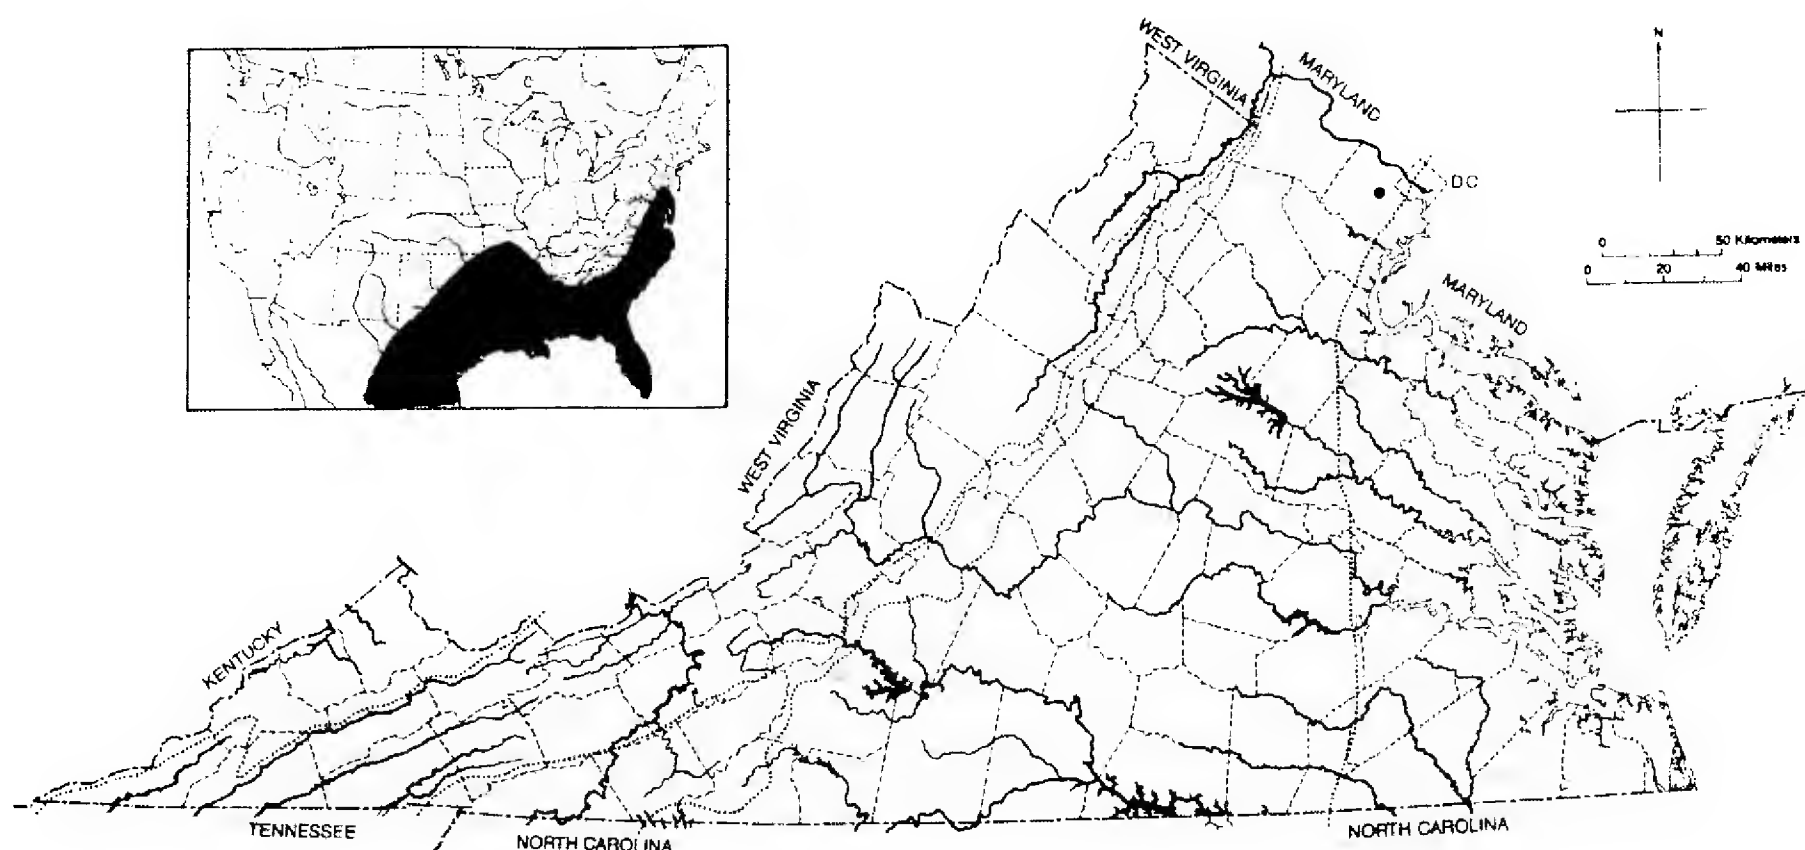 WEST VIRGINIA
MARYLAND
N
DC
0 50 Kilometers
0 20 40 Miles
MARYLAND
WEST VIRGINIA
KENTUCKY
TENNESSEE
NORTH CAROLINA
NORTH CAROLINA